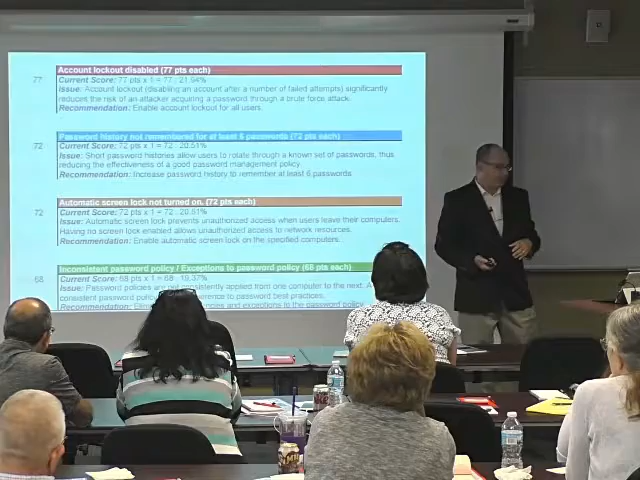 77
Account lockout disabled (77 pts each)
Current Score: 77 pts x 1 = 77 : 21.94%
Issue: Account lockout (disabling an account after a number of failed attempts) significantly
reduces the risk of an attacker acquiring a password through a brute force attack.
Recommendation: Enable account lockout for all users.
72
Password history not remembered for at least 6 passwords (72 pts each)
Current Score: 72 pts x 1 = 72 : 20.51%
Issue: Short password histories allow users to rotate through a known set of passwords, thus
reducing the effectiveness of a good password management policy.
Recommendation: Increase password history to remember at least 6 passwords
72
Automatic screen lock not turned on. (72 pts each)
Current Score: 72 pts x 1 = 72 : 20.51%
Issue: Automatic screen lock prevents unauthorized access when users leave their computers.
Having no screen lock enabled allows unauthorized access to network resources.
Recommendation: Enable automatic screen lock on the specified computers.
68
Inconsistent password policy / Exceptions to password policy (68 pts each)
Current Score: 68 pts x 1 = 68 : 19.37%
Issue: Password policies are not consistently applied from one computer to the next. A
consistent password to password best practices.
Recommendation: and exceptions to the password policy